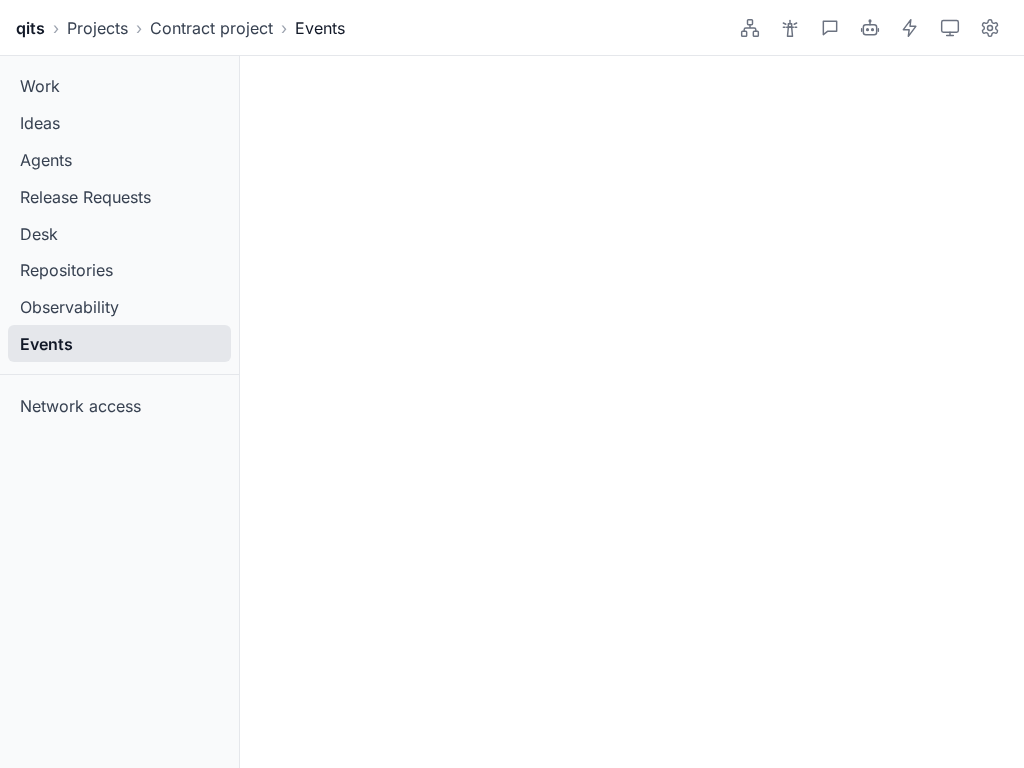 qits › Projects › Contract project › Events
Work
Ideas
Agents
Release Requests
Desk
Repositories
Observability
Events
Network access